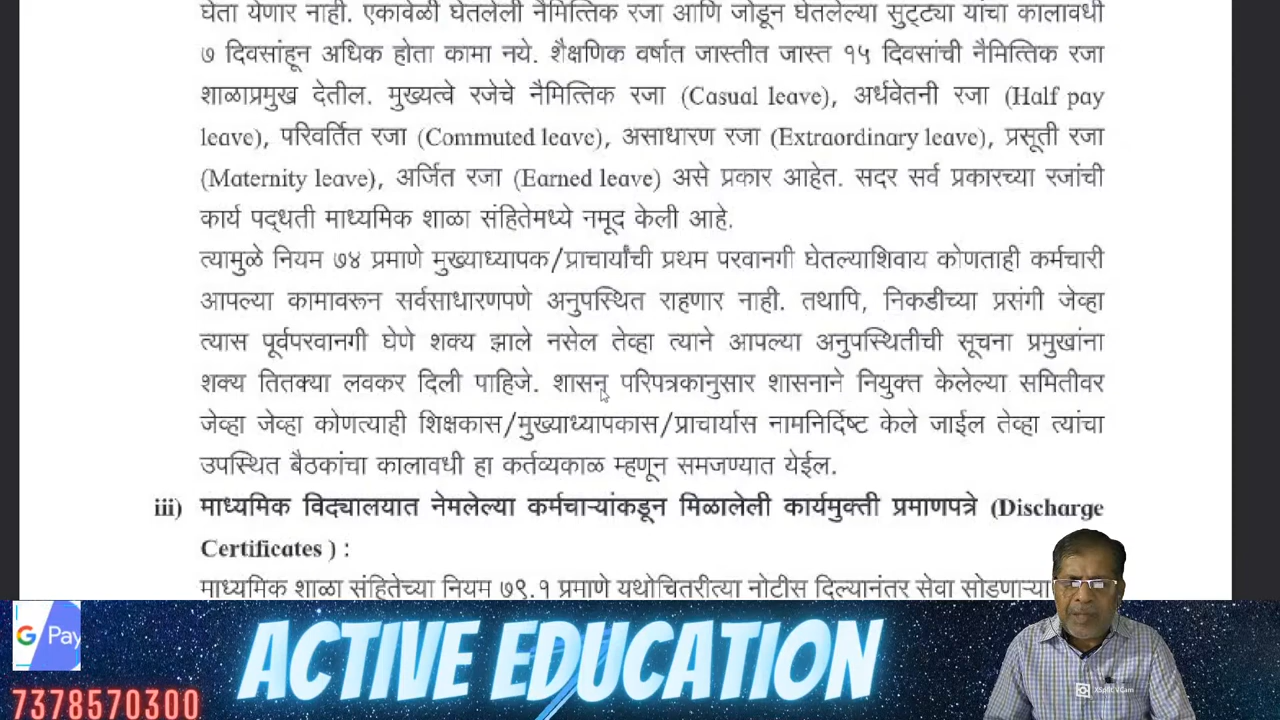 घेता येणार नाही. एकावेळी घेतलेली नैमित्तिक रजा आणि जोडून घेतलेल्या सुट्ट्या यांचा कालावधी
७ दिवसांहून अधिक होता कामा नये. शैक्षणिक वर्षात जास्तीत जास्त १५ दिवसांची नैमित्तिक रजा
शाळाप्रमुख देतील. मुख्यत्वे रजेचे नैमित्तिक रजा (Casual leave), अर्धवेतनी रजा (Half pay
leave), परिवर्तित रजा (Commuted leave), असाधारण रजा (Extraordinary leave), प्रसूती रजा
(Maternity leave), अर्जित रजा (Earned leave) असे प्रकार आहेत. सदर सर्व प्रकारच्या रजांची
कार्य पद्धती माध्यमिक शाळा संहितेमध्ये नमूद केली आहे.
त्यामुळे नियम ७४ प्रमाणे मुख्याध्यापक/प्राचार्यांची प्रथम परवानगी घेतल्याशिवाय कोणताही कर्मचारी
आपल्या कामावरून सर्वसाधारणपणे अनुपस्थित राहणार नाही. तथापि, निकडीच्या प्रसंगी जेव्हा
त्यास पूर्वपरवानगी घेणे शक्य झाले नसेल तेव्हा त्याने आपल्या अनुपस्थितीची सूचना प्रमुखांना
शक्य तितक्या लवकर दिली पाहिजे. शासन परिपत्रकानुसार शासनाने नियुक्त केलेल्या समितीवर
जेव्हा जेव्हा कोणत्याही शिक्षकास/मुख्याध्यापकास/प्राचार्यास नामनिर्दिष्ट केले जाईल तेव्हा त्यांचा
उपस्थित बैठकांचा कालावधी हा कर्तव्यकाळ म्हणून समजण्यात येईल.
iii) माध्यमिक विद्यालयात नेमलेल्या कर्मचाऱ्यांकडून मिळालेली कार्यमुक्ती प्रमाणपत्रे (Discharge
Certificates ) :
माध्यमिक शाळा संहितेच्या नियम ७९.१ प्रमाणे यथोचितरीत्या नोटीस दिल्यानंतर सेवा सोडणाऱ्या
G Pay
ACTIVE EDUCATION
7378570300